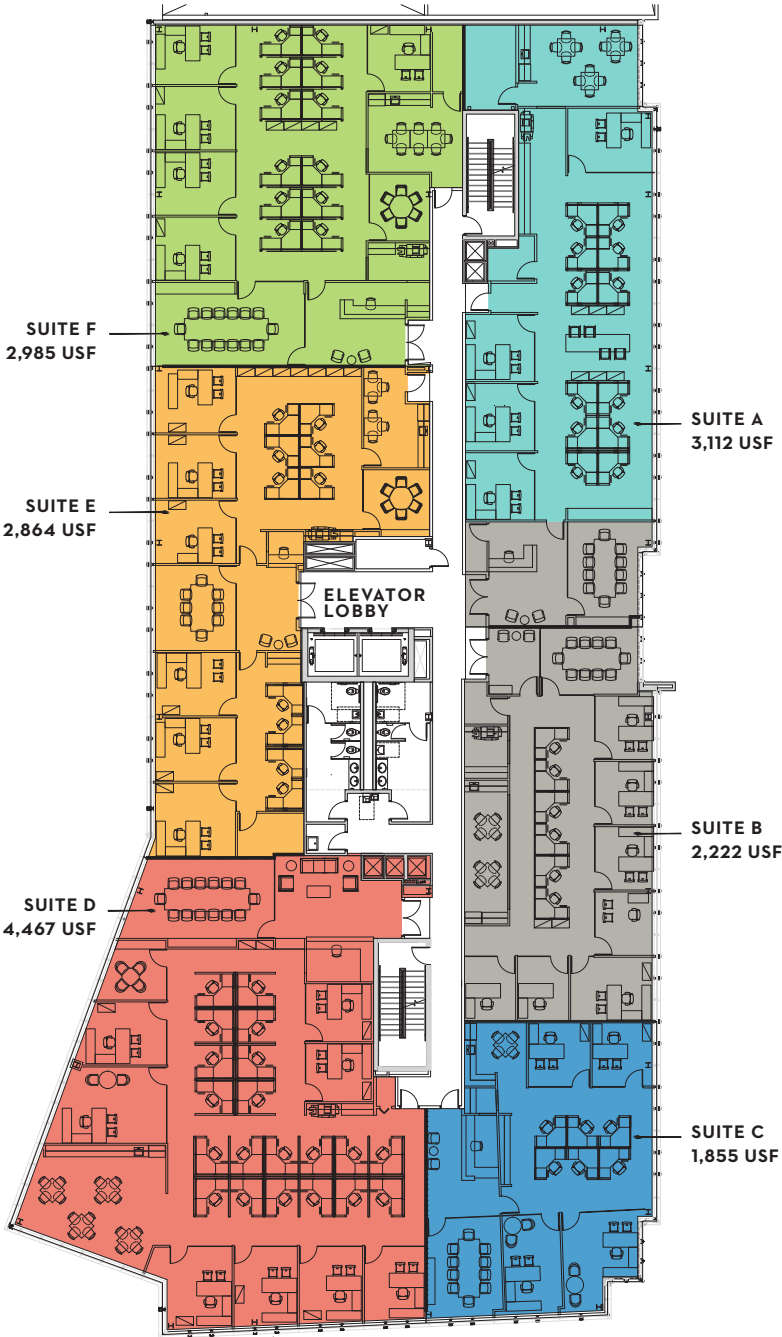 SUITE F
2,985 USF
SUITE A
3,112 USF
SUITE E
2,864 USF
ELEVATOR
LOBBY
SUITE B
2,222 USF
SUITE D
4,467 USF
SUITE C
1,855 USF